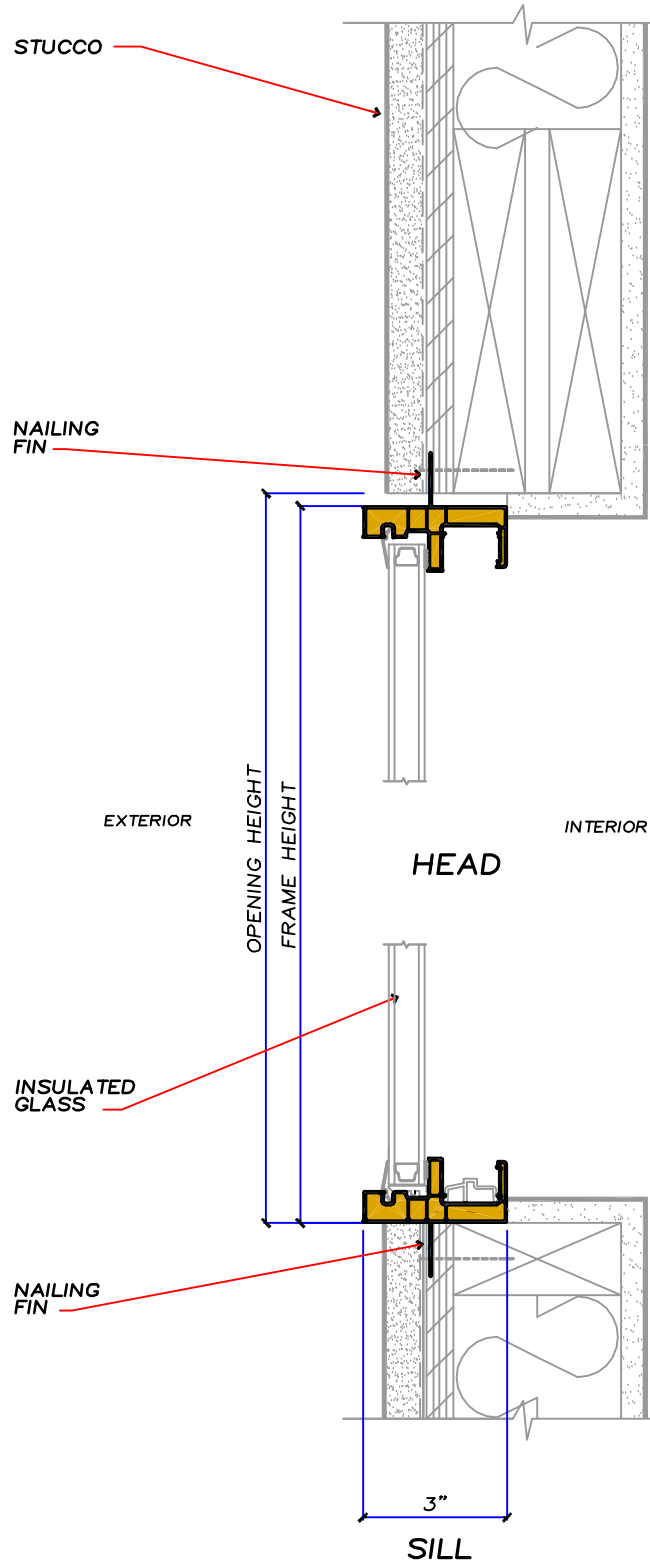 STUCCO
NAILING
FIN
OPENING HEIGHT
FRAME HEIGHT
EXTERIOR
INTERIOR
HEAD
INSULATED
GLASS
NAILING
FIN
3"
SILL